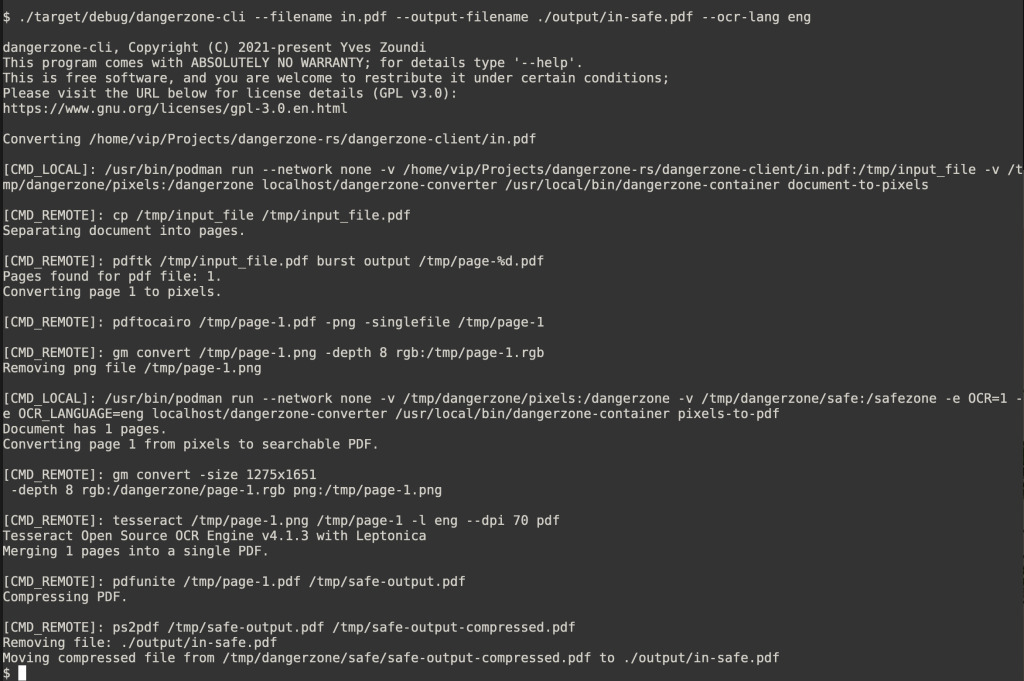 $ ./target/debug/dangerzone-cli --filename in.pdf --output-filename ./output/in-safe.pdf --ocr-lang eng
dangerzone-cli, Copyright (C) 2021-present Yves Zoundi
This program comes with ABSOLUTELY NO WARRANTY; for details type '--help'.
This is free software, and you are welcome to restribute it under certain conditions;
Please visit the URL below for license details (GPL v3.0):
https://www.gnu.org/licenses/gpl-3.0.en.html
Converting /home/vip/Projects/dangerzone-rs/dangerzone-client/in.pdf
[CMD_LOCAL]: /usr/bin/podman run --network none -v /home/vip/Projects/dangerzone-rs/dangerzone-client/in.pdf:/tmp/input_file -v /t
mp/dangerzone/pixels:/dangerzone localhost/dangerzone-converter /usr/local/bin/dangerzone-container document-to-pixels
[CMD_REMOTE]: cp /tmp/input_file /tmp/input_file.pdf
Separating document into pages.
[CMD_REMOTE]: pdftk /tmp/input_file.pdf burst output /tmp/page-%d.pdf
Pages found for pdf file: 1.
Converting page 1 to pixels.
[CMD_REMOTE]: pdftocairo /tmp/page-1.pdf -png -singlefile /tmp/page-1
[CMD_REMOTE]: gm convert /tmp/page-1.png -depth 8 rgb:/tmp/page-1.rgb
Removing png file /tmp/page-1.png
[CMD_LOCAL]: /usr/bin/podman run --network none -v /tmp/dangerzone/pixels:/dangerzone -v /tmp/dangerzone/safe:/safezone -e OCR=1 -
e OCR_LANGUAGE=eng localhost/dangerzone-converter /usr/local/bin/dangerzone-container pixels-to-pdf
Document has 1 pages.
Converting page 1 from pixels to searchable PDF.
[CMD_REMOTE]: gm convert -size 1275x1651
 -depth 8 rgb:/dangerzone/page-1.rgb png:/tmp/page-1.png
[CMD_REMOTE]: tesseract /tmp/page-1.png /tmp/page-1 -l eng --dpi 70 pdf
Tesseract Open Source OCR Engine v4.1.3 with Leptonica
Merging 1 pages into a single PDF.
[CMD_REMOTE]: pdfunite /tmp/page-1.pdf /tmp/safe-output.pdf
Compressing PDF.
[CMD_REMOTE]: ps2pdf /tmp/safe-output.pdf /tmp/safe-output-compressed.pdf
Removing file: ./output/in-safe.pdf
Moving compressed file from /tmp/dangerzone/safe/safe-output-compressed.pdf to ./output/in-safe.pdf
$